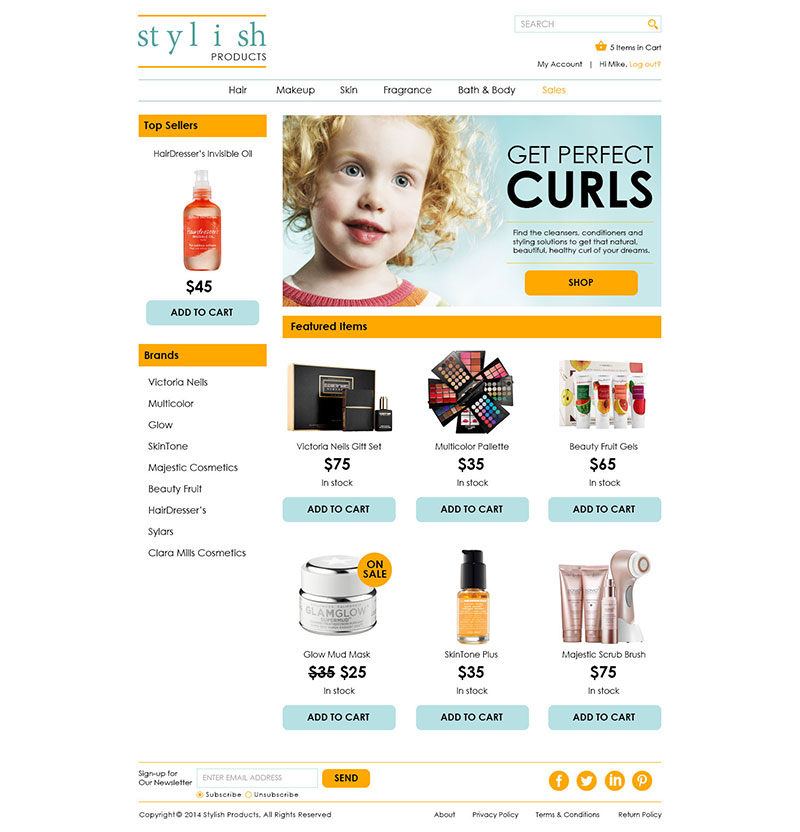 stylish
PRODUCTS
SEARCH
5 Items in Cart
My Account | Hi Mike. Log out?
Hair Makeup Skin Fragrance Bath & Body Sales
Top Sellers
HairDresser's Invisible Oil
Hairdresser's
INVISIBLE OIL
$45
ADD TO CART
GET PERFECT
CURLS
Find the cleansers, conditioners and
styling solutions to get that natural,
beautiful, healthy curl of your dreams.
SHOP
Brands
Victoria Neils
Multicolor
Glow
SkinTone
Majestic Cosmetics
Beauty Fruit
HairDresser's
Sylars
Clara Mills Cosmetics
Featured Items
Victoria Neils Gift Set
$75
In stock
ADD TO CART
Multicolor Pallette
$35
In stock
ADD TO CART
Beauty Fruit Gels
$65
In stock
ADD TO CART
ON
SALE
GLAMGLOW
SUPERMUD
Glow Mud Mask
$35 $25
In stock
ADD TO CART
SkinTone Plus
$35
In stock
ADD TO CART
Majestic Scrub Brush
$75
In stock
ADD TO CART
Sign-up for
Our Newsletter
ENTER EMAIL ADDRESS
SEND
Subscribe Unsubscribe
Copyright© 2014 Stylish Products, All Rights Reserved
About Privacy Policy Terms & Conditions Return Policy